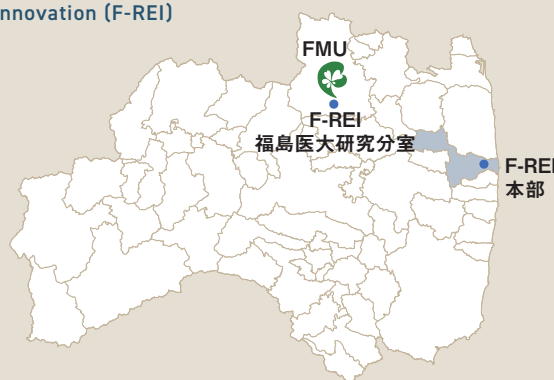 nnovation (F-REI)
FMU
F-REI
福島医大研究分室
F-REI
本部